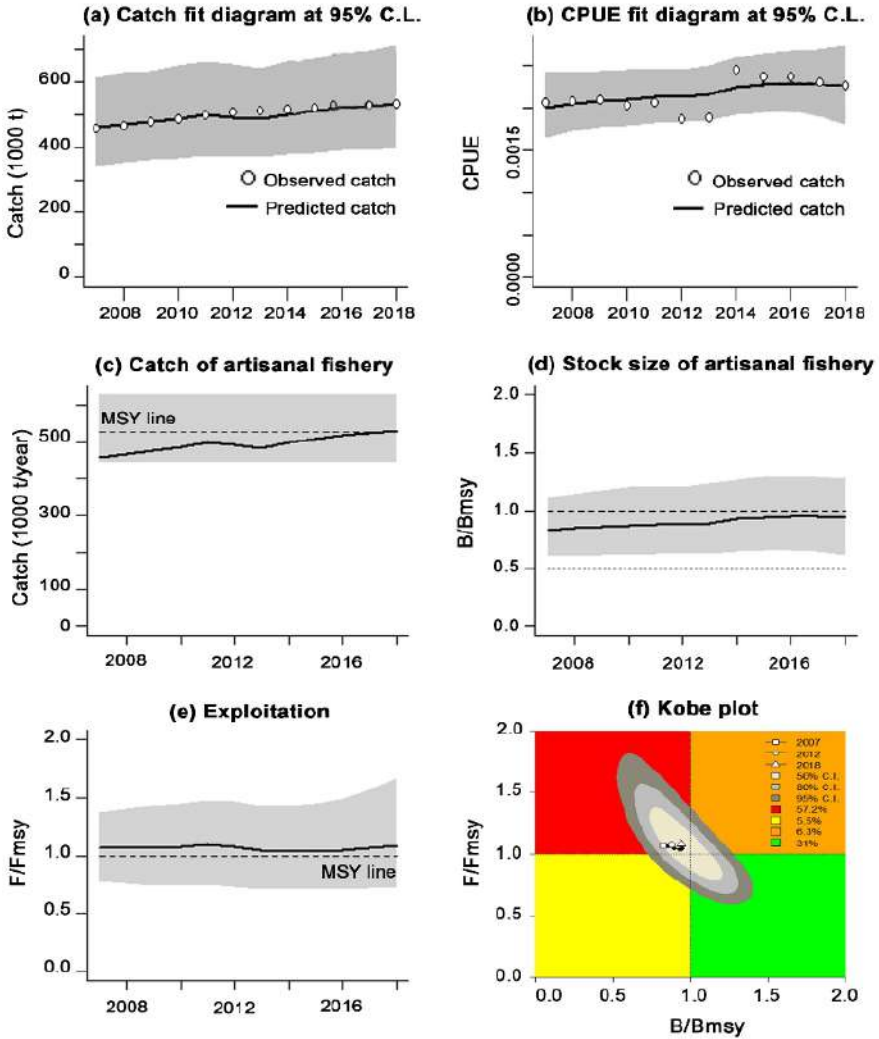 (a) Catch fit diagram at 95% C.L.
Catch (1000 t)
600
400
200
0
Observed catch
Predicted catch
2008 2010 2012 2014 2016 2018
(b) CPUE fit diagram at 95% C.L.
CPUE
0.0015
0.0000
Observed catch
Predicted catch
2008 2010 2012 2014 2016 2018
(c) Catch of artisanal fishery
Catch (1000 t/year)
500
300
100
0
MSY line
2008 2012 2016
(d) Stock size of artisanal fishery
B/Bmsy
2.0
1.5
1.0
0.5
0.0
2008 2012 2016
(e) Exploitation
F/Fmsy
2.0
1.5
1.0
0.5
0.0
MSY line
2008 2012 2016
(f) Kobe plot
F/Fmsy
2.0
1.5
1.0
0.5
0.0
2007
2012
2018
50% C.I.
80% C.I.
95% C.I.
57.2%
5.5%
6.3%
31%
0.0 0.5 1.0 1.5 2.0
B/Bmsy